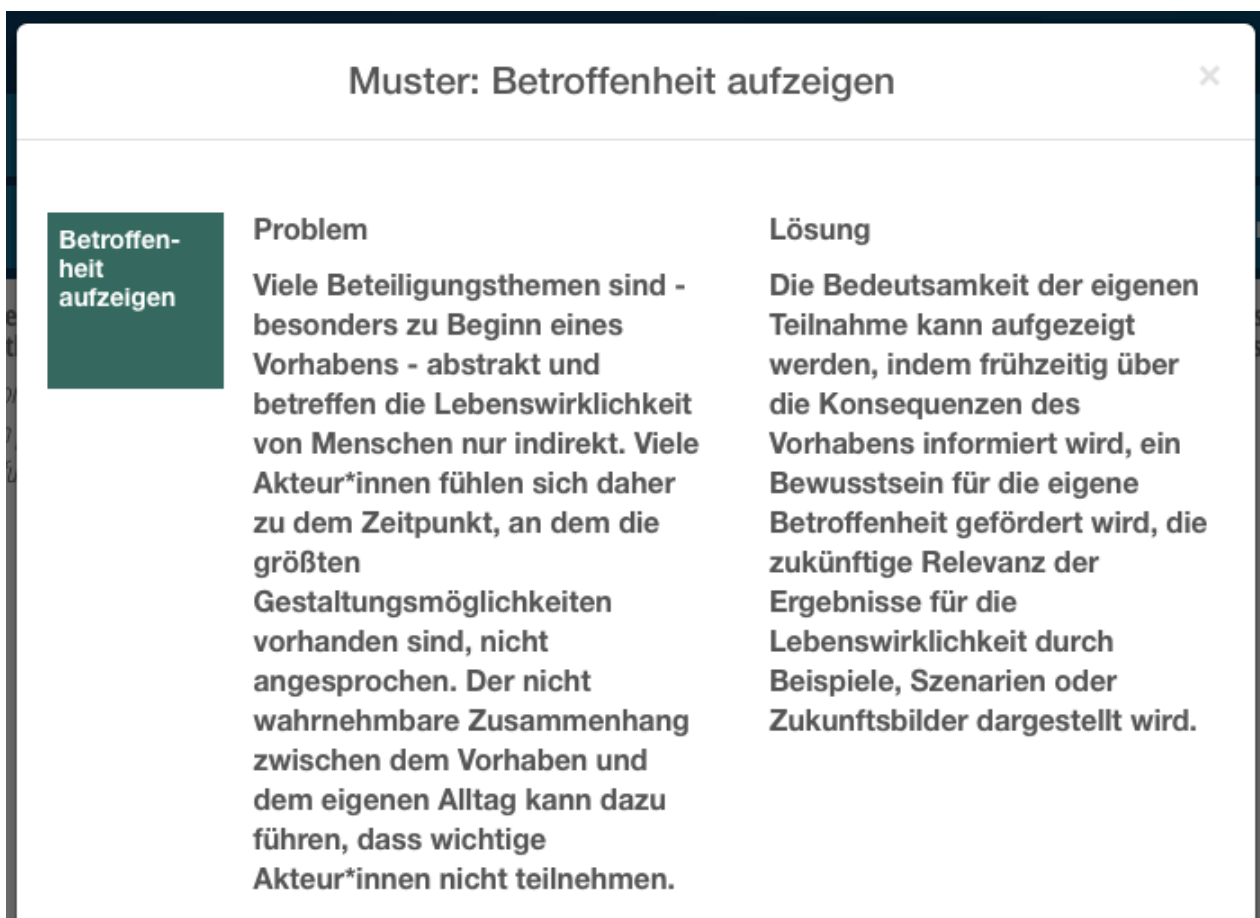 Muster: Betroffenheit aufzeigen
×
Betroffen-
heit
aufzeigen
Problem
Viele Beteiligungsthemen sind -
besonders zu Beginn eines
Vorhabens - abstrakt und
betreffen die Lebenswirklichkeit
von Menschen nur indirekt. Viele
Akteur*innen fühlen sich daher
zu dem Zeitpunkt, an dem die
größten
Gestaltungsmöglichkeiten
vorhanden sind, nicht
angesprochen. Der nicht
wahrnehmbare Zusammenhang
zwischen dem Vorhaben und
dem eigenen Alltag kann dazu
führen, dass wichtige
Akteur*innen nicht teilnehmen.
Lösung
Die Bedeutsamkeit der eigenen
Teilnahme kann aufgezeigt
werden, indem frühzeitig über
die Konsequenzen des
Vorhabens informiert wird, ein
Bewusstsein für die eigene
Betroffenheit gefördert wird, die
zukünftige Relevanz der
Ergebnisse für die
Lebenswirklichkeit durch
Beispiele, Szenarien oder
Zukunftsbilder dargestellt wird.